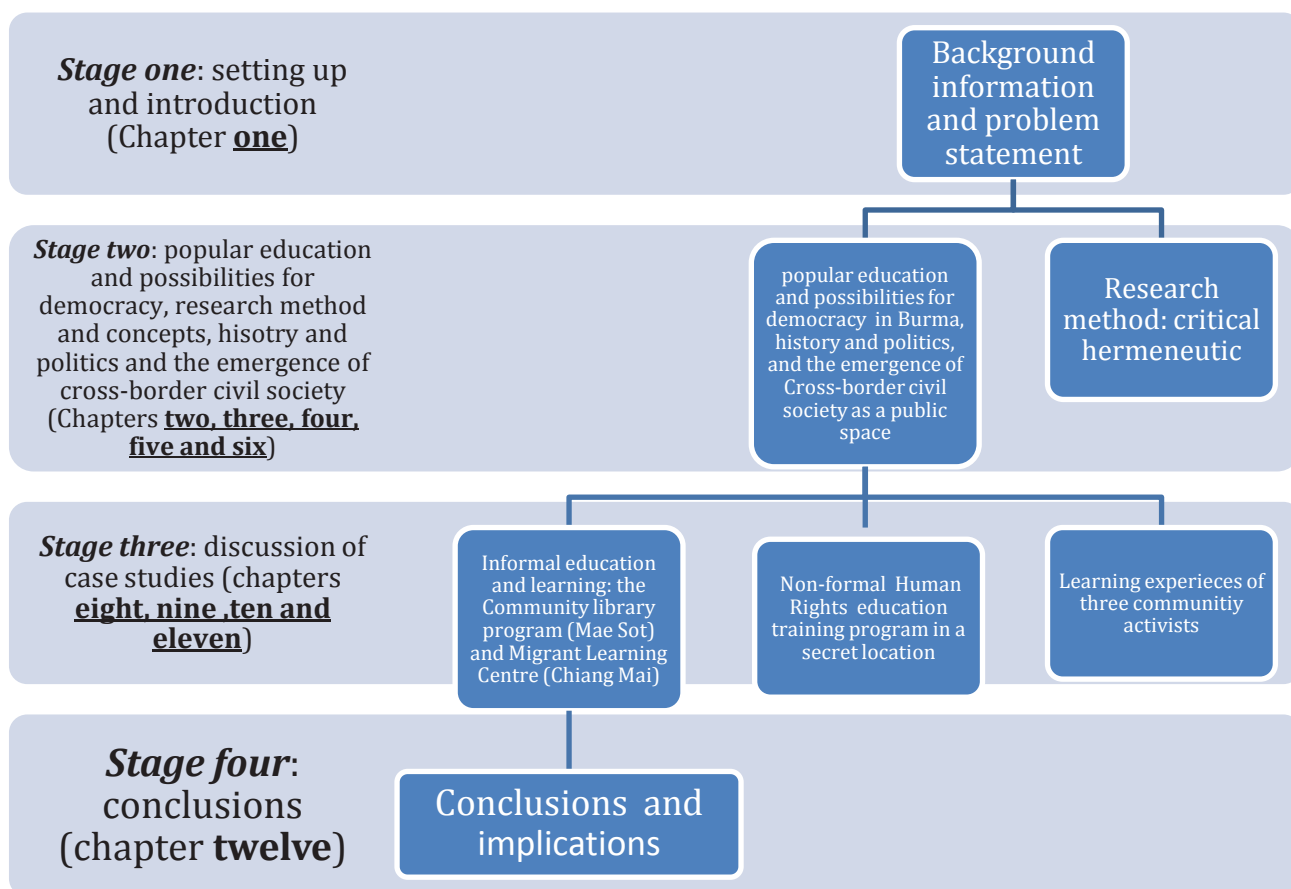 Stage one: setting up
and introduction
(Chapter one)
Background
information
and problem
statement
Stage two: popular education
and possibilities for
democracy, research method
and concepts, hisotry and
politics and the emergence of
cross-border civil society
(Chapters two, three, four,
five and six)
popular education
and possibilities for
democracy in Burma,
history and politics,
and the emergence of
Cross-border civil
society as a public
space
Research
method: critical
hermeneutic
Stage three: discussion of
case studies (chapters
eight, nine ,ten and
eleven)
Informal education
and learning: the
Community library
program (Mae Sot)
and Migrant Learning
Centre (Chiang Mai)
Non-formal Human
Rights education
training program in a
secret location
Learning experieces of
three communitiy
activists
Stage four:
conclusions
(chapter twelve)
Conclusions and
implications